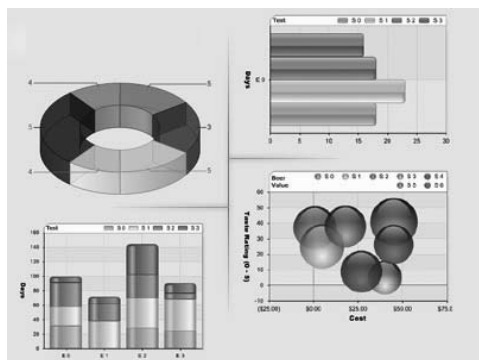 4 5
5 3
4 5
Test S 0 S 1 S 2 S 3
Days
0
0 5 10 15 20 25 30
Test S 0 S 1 S 2 S 3
Days
160
140
120
100
80
60
40
20
0
S 0 S 1 S 2 S 3
Beer Value S 0 S 1 S 2 S 3 S 4
S 5 S 6
Taste Rating (0 - 5)
60
50
40
30
20
10
0
-10
($25.00) $0.00 $25.00 $50.00 $75.0
Cost